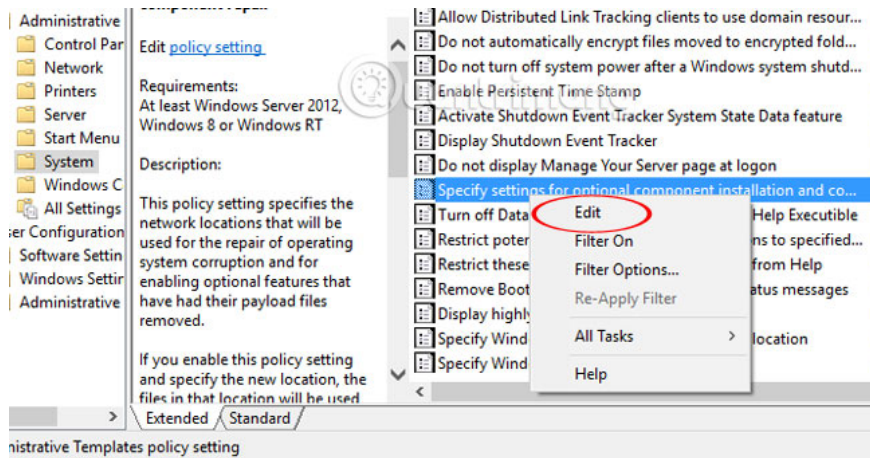 Administrative
Control Par
Network
Printers
Server
Start Menu
System
Windows C
All Settings
er Configuration
Software Settin
Windows Settir
Administrative
component repair
Edit policy setting
Requirements:
At least Windows Server 2012,
Windows 8 or Windows RT
Description:
This policy setting specifies the
network locations that will be
used for the repair of operating
system corruption and for
enabling optional features that
have had their payload files
removed.
If you enable this policy setting
and specify the new location, the
files in that location will be used
Allow Distributed Link Tracking clients to use domain resour...
Do not automatically encrypt files moved to encrypted fold...
Do not turn off system power after a Windows system shutd...
Enable Persistent Time Stamp
Activate Shutdown Event Tracker System State Data feature
Display Shutdown Event Tracker
Do not display Manage Your Server page at logon
Specify settings for optional component installation and co...
Turn off Data Help Executible
Restrict poter ns to specified...
Restrict these from Help
Remove Boot atus messages
Display highly
Specify Wind location
Specify Wind
Edit
Filter On
Filter Options...
Re-Apply Filter
All Tasks
Help
Extended
Standard
nistrative Templates policy setting